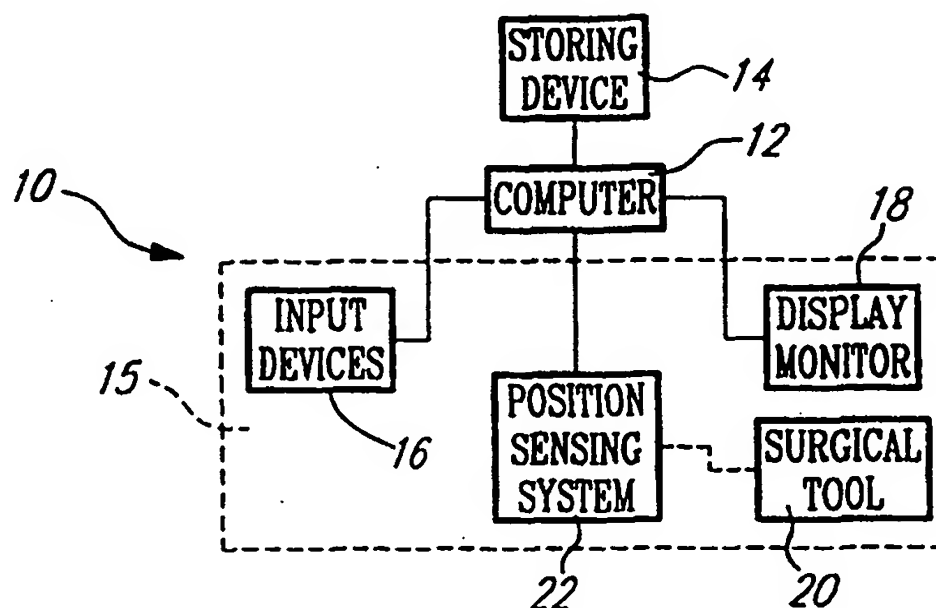 STORING
DEVICE
14
12
COMPUTER
10
18
INPUT
DEVICES
DISPLAY
MONITOR
15
16
POSITION
SENSING
SYSTEM
SURGICAL
TOOL
22
20